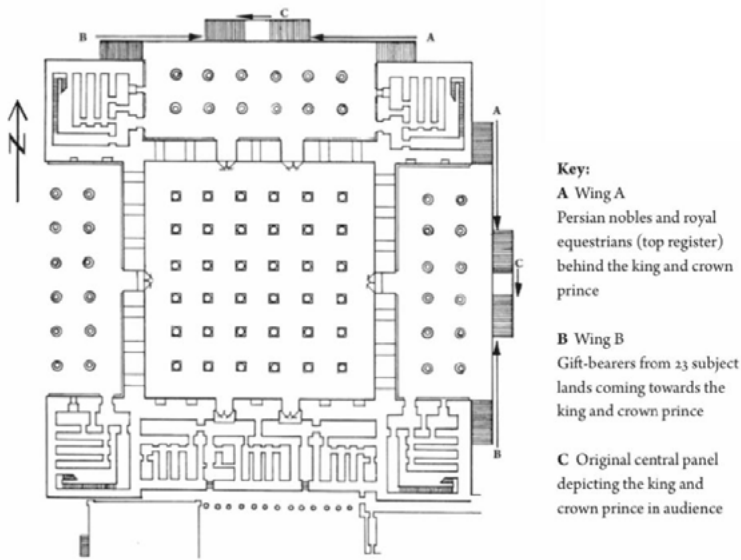 C
B
A
N
A
C
B
Key:
A Wing A
Persian nobles and royal
equestrians (top register)
behind the king and crown
prince
B Wing B
Gift-bearers from 23 subject
lands coming towards the
king and crown prince
C Original central panel
depicting the king and
crown prince in audience